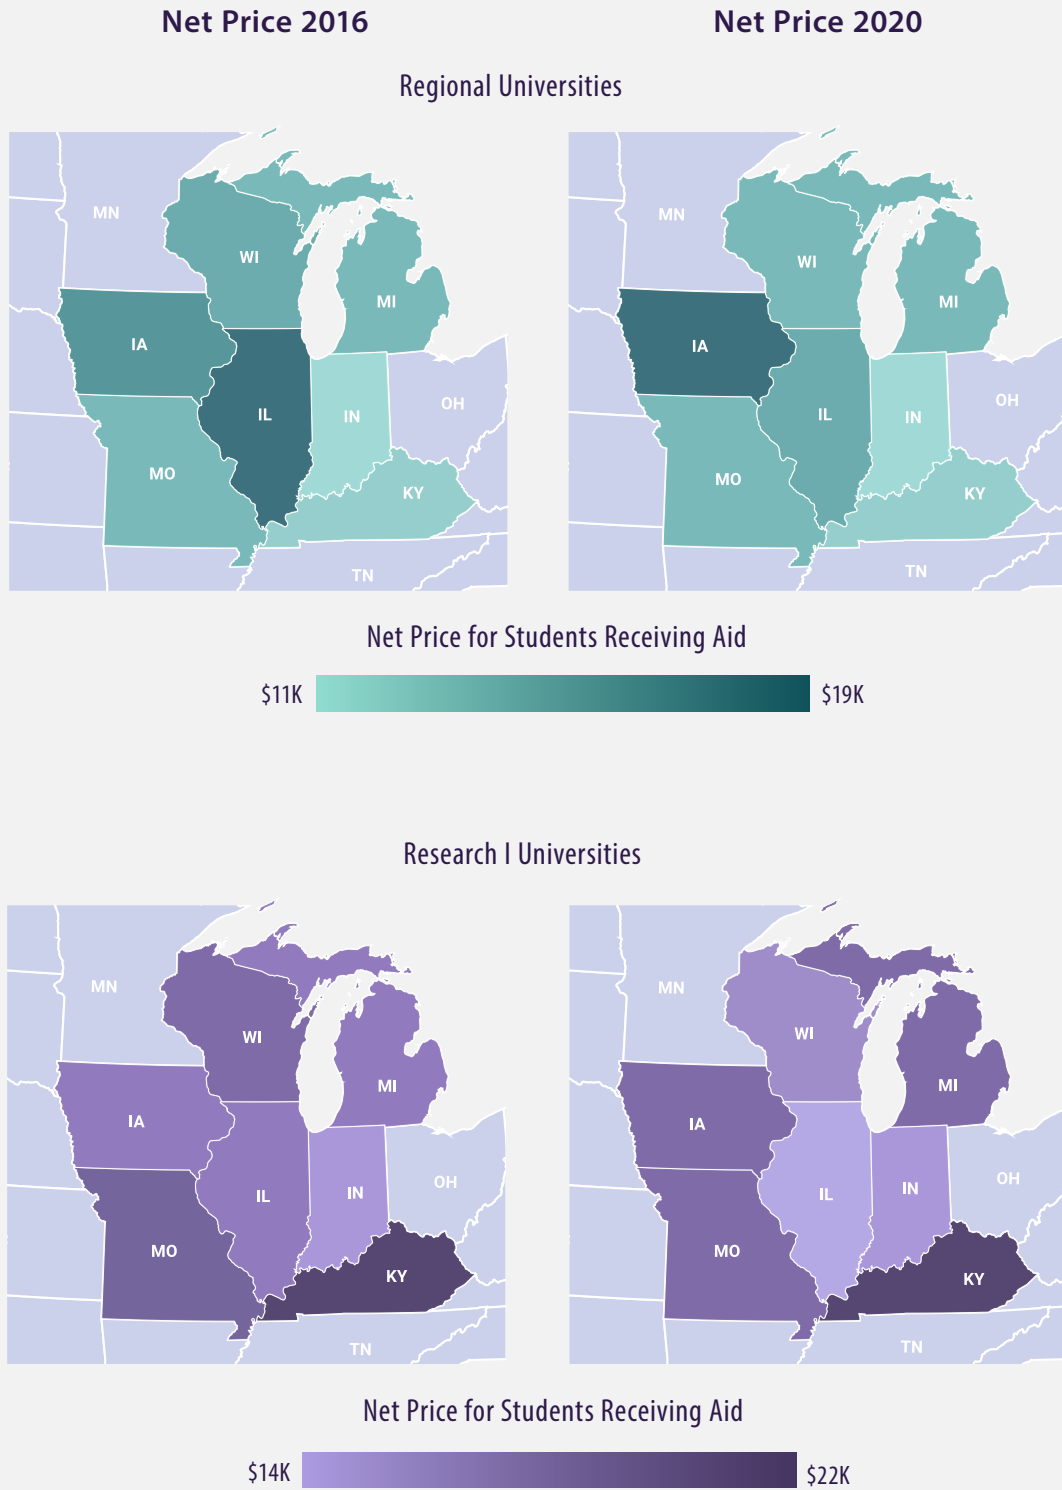 Net Price 2016
Net Price 2020
Regional Universities
MN
WI
MI
IA
IL
IN
OH
MO
KY
TN
MN
WI
MI
IA
IL
IN
OH
MO
KY
TN
Net Price for Students Receiving Aid
$11K
$19K
Research I Universities
MN
WI
MI
IA
IL
IN
OH
MO
KY
TN
MN
WI
MI
IA
IL
IN
OH
MO
KY
TN
Net Price for Students Receiving Aid
$14K
$22K